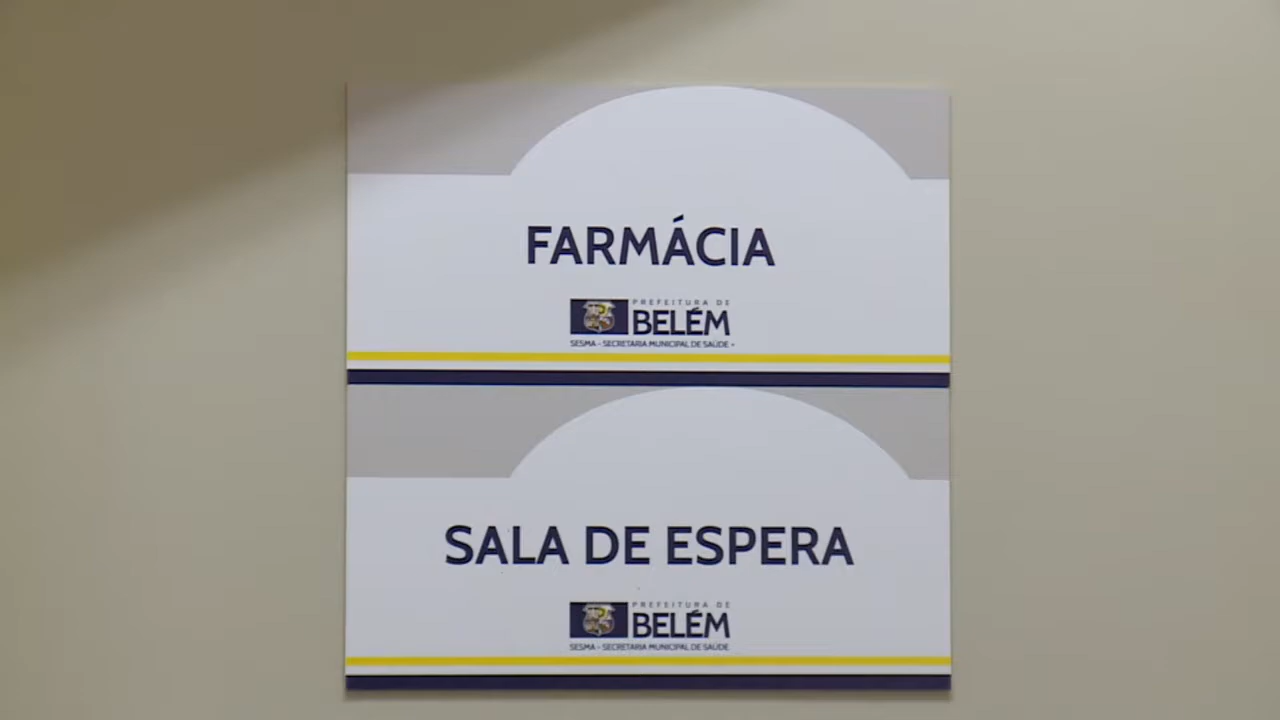 FARMÁCIA
PREFEITURA DE
BELÉM
SESMA - SECRETARIA MUNICIPAL DE SAÚDE -
SALA DE ESPERA
PREFEITURA DE
BELÉM
SESMA - SECRETARIA MUNICIPAL DE SAÚDE